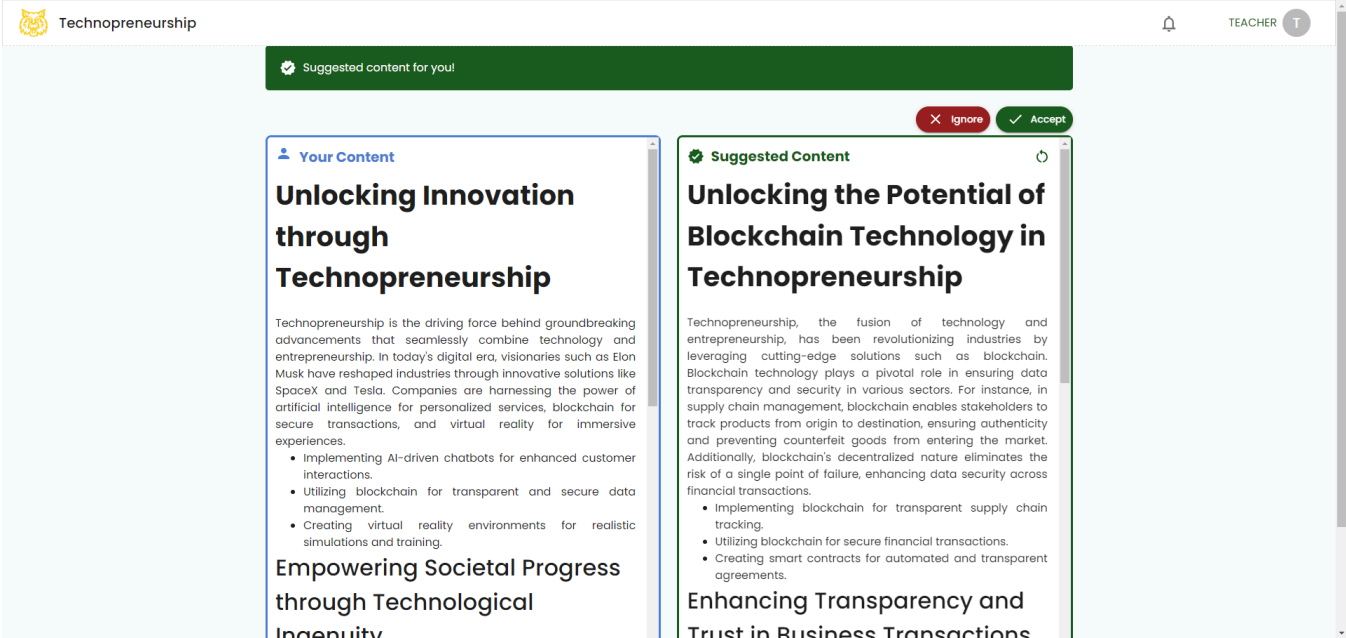 Technopreneurship
TEACHER T
Suggested content for you!
Ignore
Accept
Your Content
Unlocking Innovation
through
Technopreneurship
Technopreneurship is the driving force behind groundbreaking
advancements that seamlessly combine technology and
entrepreneurship. In today's digital era, visionaries such as Elon
Musk have reshaped industries through innovative solutions like
SpaceX and Tesla. Companies are harnessing the power of
artificial intelligence for personalized services, blockchain for
secure transactions, and virtual reality for immersive
experiences.
• Implementing AI-driven chatbots for enhanced customer
interactions.
• Utilizing blockchain for transparent and secure data
management.
• Creating virtual reality environments for realistic
simulations and training.
Empowering Societal Progress
through Technological
Ingenuity
Suggested Content
Unlocking the Potential of
Blockchain Technology in
Technopreneurship
Technopreneurship, the fusion of technology and
entrepreneurship, has been revolutionizing industries by
leveraging cutting-edge solutions such as blockchain.
Blockchain technology plays a pivotal role in ensuring data
transparency and security in various sectors. For instance, in
supply chain management, blockchain enables stakeholders to
track products from origin to destination, ensuring authenticity
and preventing counterfeit goods from entering the market.
Additionally, blockchain's decentralized nature eliminates the
risk of a single point of failure, enhancing data security across
financial transactions.
• Implementing blockchain for transparent supply chain
tracking.
• Utilizing blockchain for secure financial transactions.
• Creating smart contracts for automated and transparent
agreements.
Enhancing Transparency and
Trust in Business Transactions